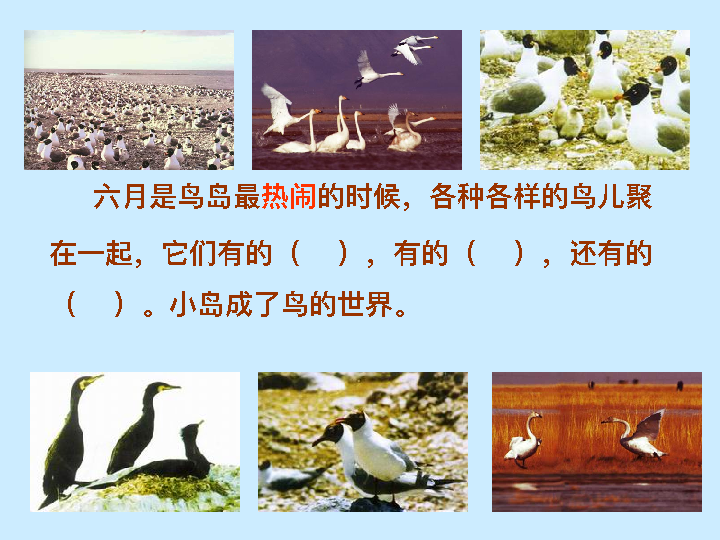 六月是鸟岛最热闹的时候，各种各样的鸟儿聚
在一起，它们有的（　），有的（　），还有的
（　）。小岛成了鸟的世界。